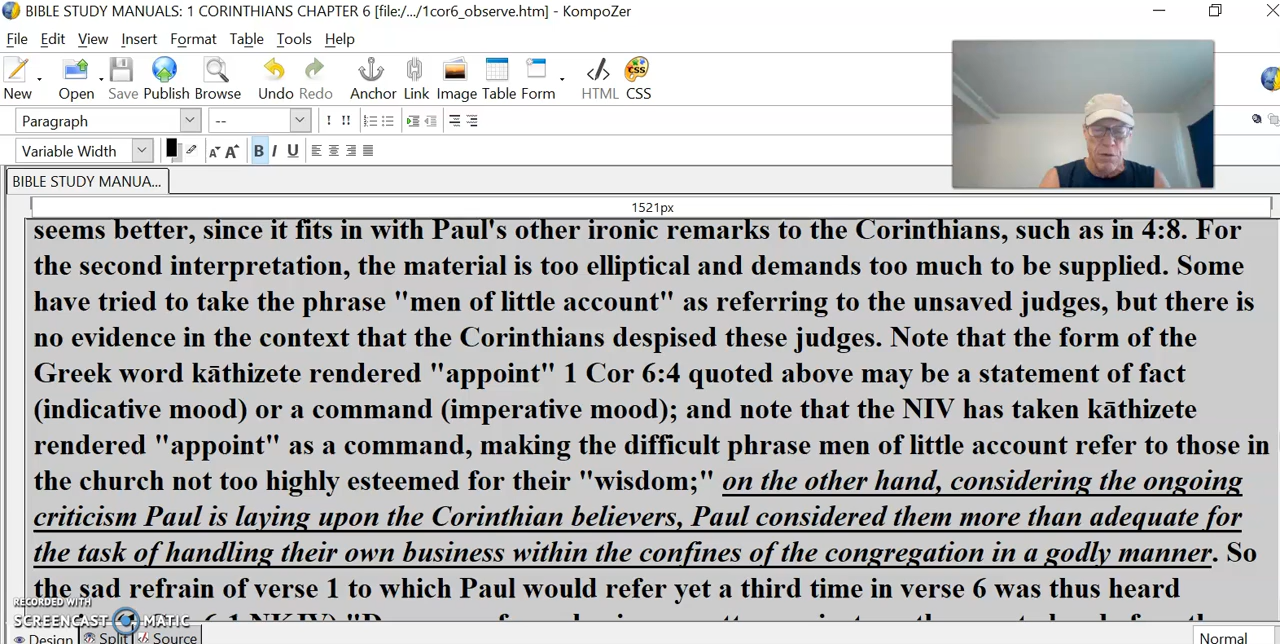 BIBLE STUDY MANUALS: 1 CORINTHIANS CHAPTER 6 [file:/.../1cor6_observe.htm] - KompoZer
File Edit View Insert Format Table Tools Help
New Open Save Publish Browse Undo Redo Anchor Link Image Table Form HTML CSS
Paragraph -- ! !!
Variable Width A A B I U
BIBLE STUDY MANUA...
1521px
seems better, since it fits in with Paul's other ironic remarks to the Corinthians, such as in 4:8. For
the second interpretation, the material is too elliptical and demands too much to be supplied. Some
have tried to take the phrase "men of little account" as referring to the unsaved judges, but there is
no evidence in the context that the Corinthians despised these judges. Note that the form of the
Greek word kāthizete rendered "appoint" 1 Cor 6:4 quoted above may be a statement of fact
(indicative mood) or a command (imperative mood); and note that the NIV has taken kāthizete
rendered "appoint" as a command, making the difficult phrase men of little account refer to those in
the church not too highly esteemed for their "wisdom;" on the other hand, considering the ongoing
criticism Paul is laying upon the Corinthian believers, Paul considered them more than adequate for
the task of handling their own business within the confines of the congregation in a godly manner. So
the sad refrain of verse 1 to which Paul would refer yet a third time in verse 6 was thus heard
RECORDED WITH
SCREENCAST MATIC
Design Split Source Normal